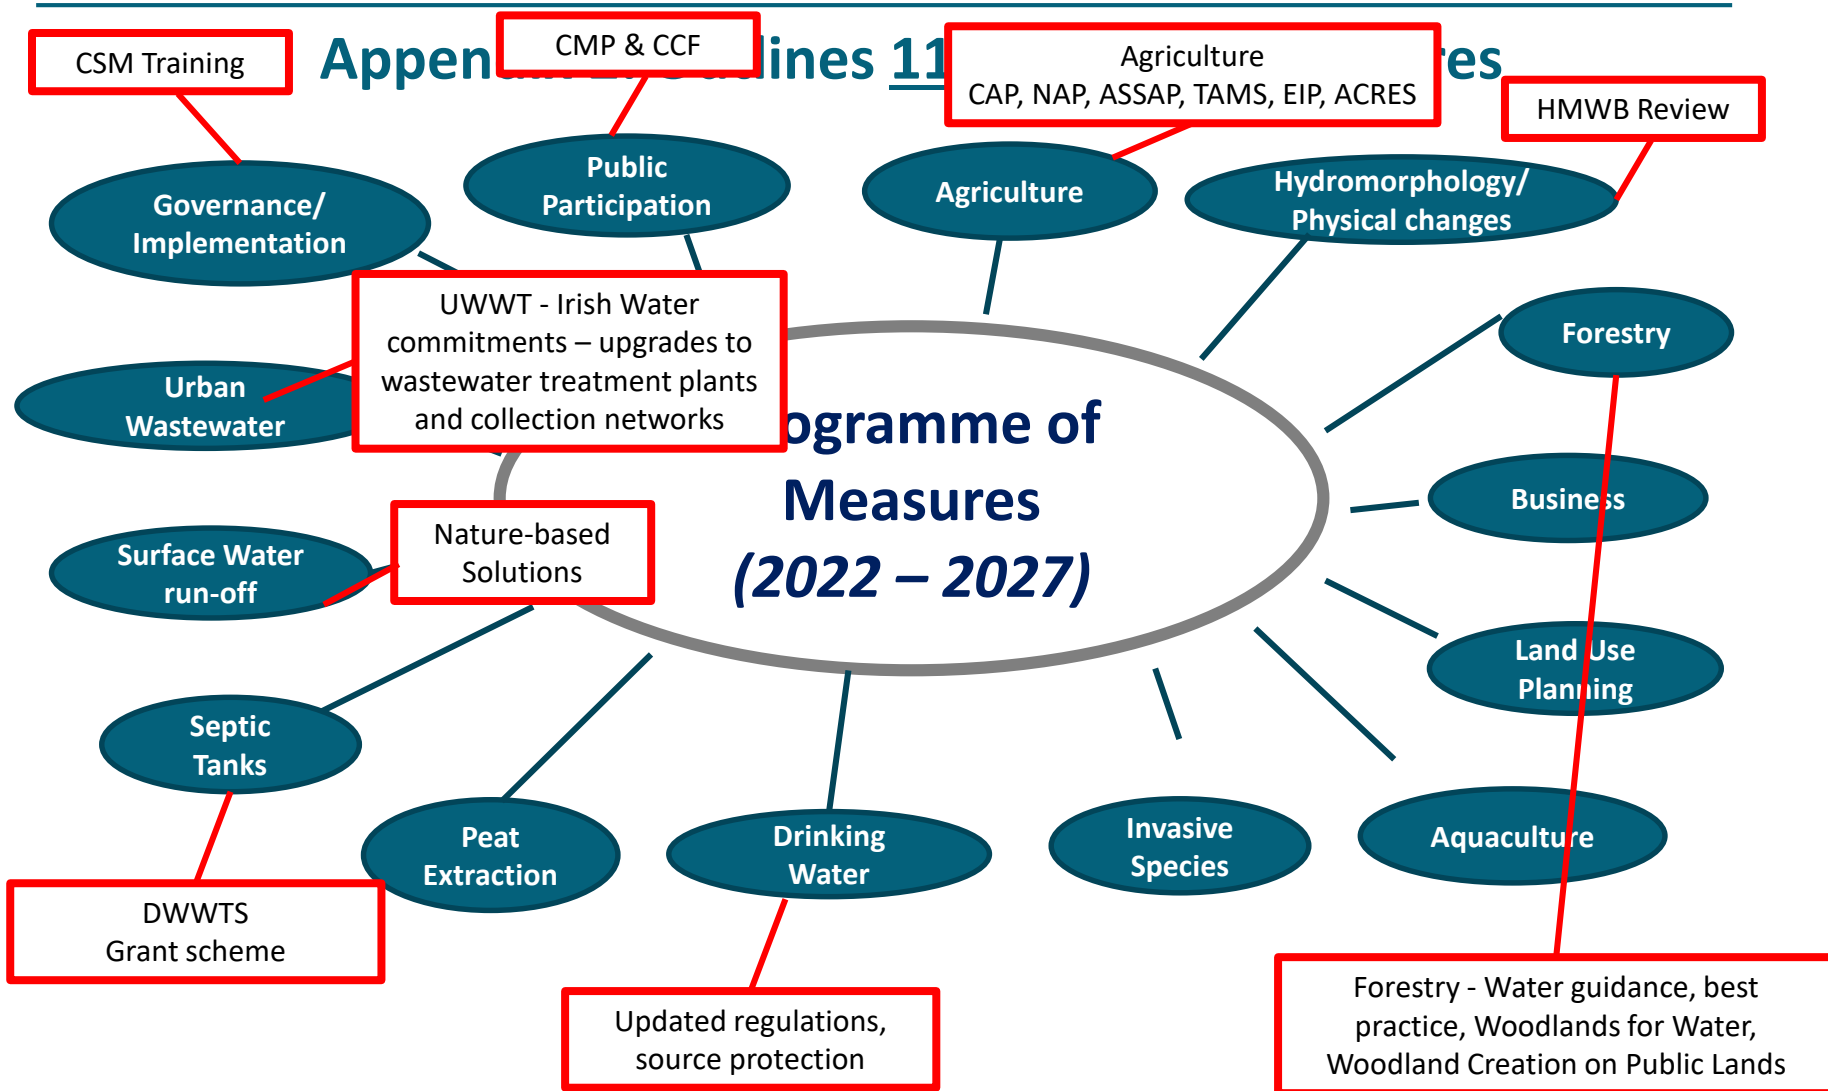 CSM Training
CMP & CCF
lines 11
res
Agriculture
CAP, NAP, ASSAP, TAMS, EIP, ACRES
HMWB Review
Governance/
Implementation
Public
Participation
Agriculture
Hydromorphology/
Physical changes
UWWT - Irish Water
commitments – upgrades to
wastewater treatment plants
and collection networks
Forestry
Urban
Wastewater
ogramme of
Measures
(2022 – 2027)
Business
Surface Water
run-off
Nature-based
Solutions
Land Use
Planning
Septic
Tanks
Peat
Extraction
Drinking
Water
Invasive
Species
Aquaculture
DWWTS
Grant scheme
Updated regulations,
source protection
Forestry - Water guidance, best
practice, Woodlands for Water,
Woodland Creation on Public Lands